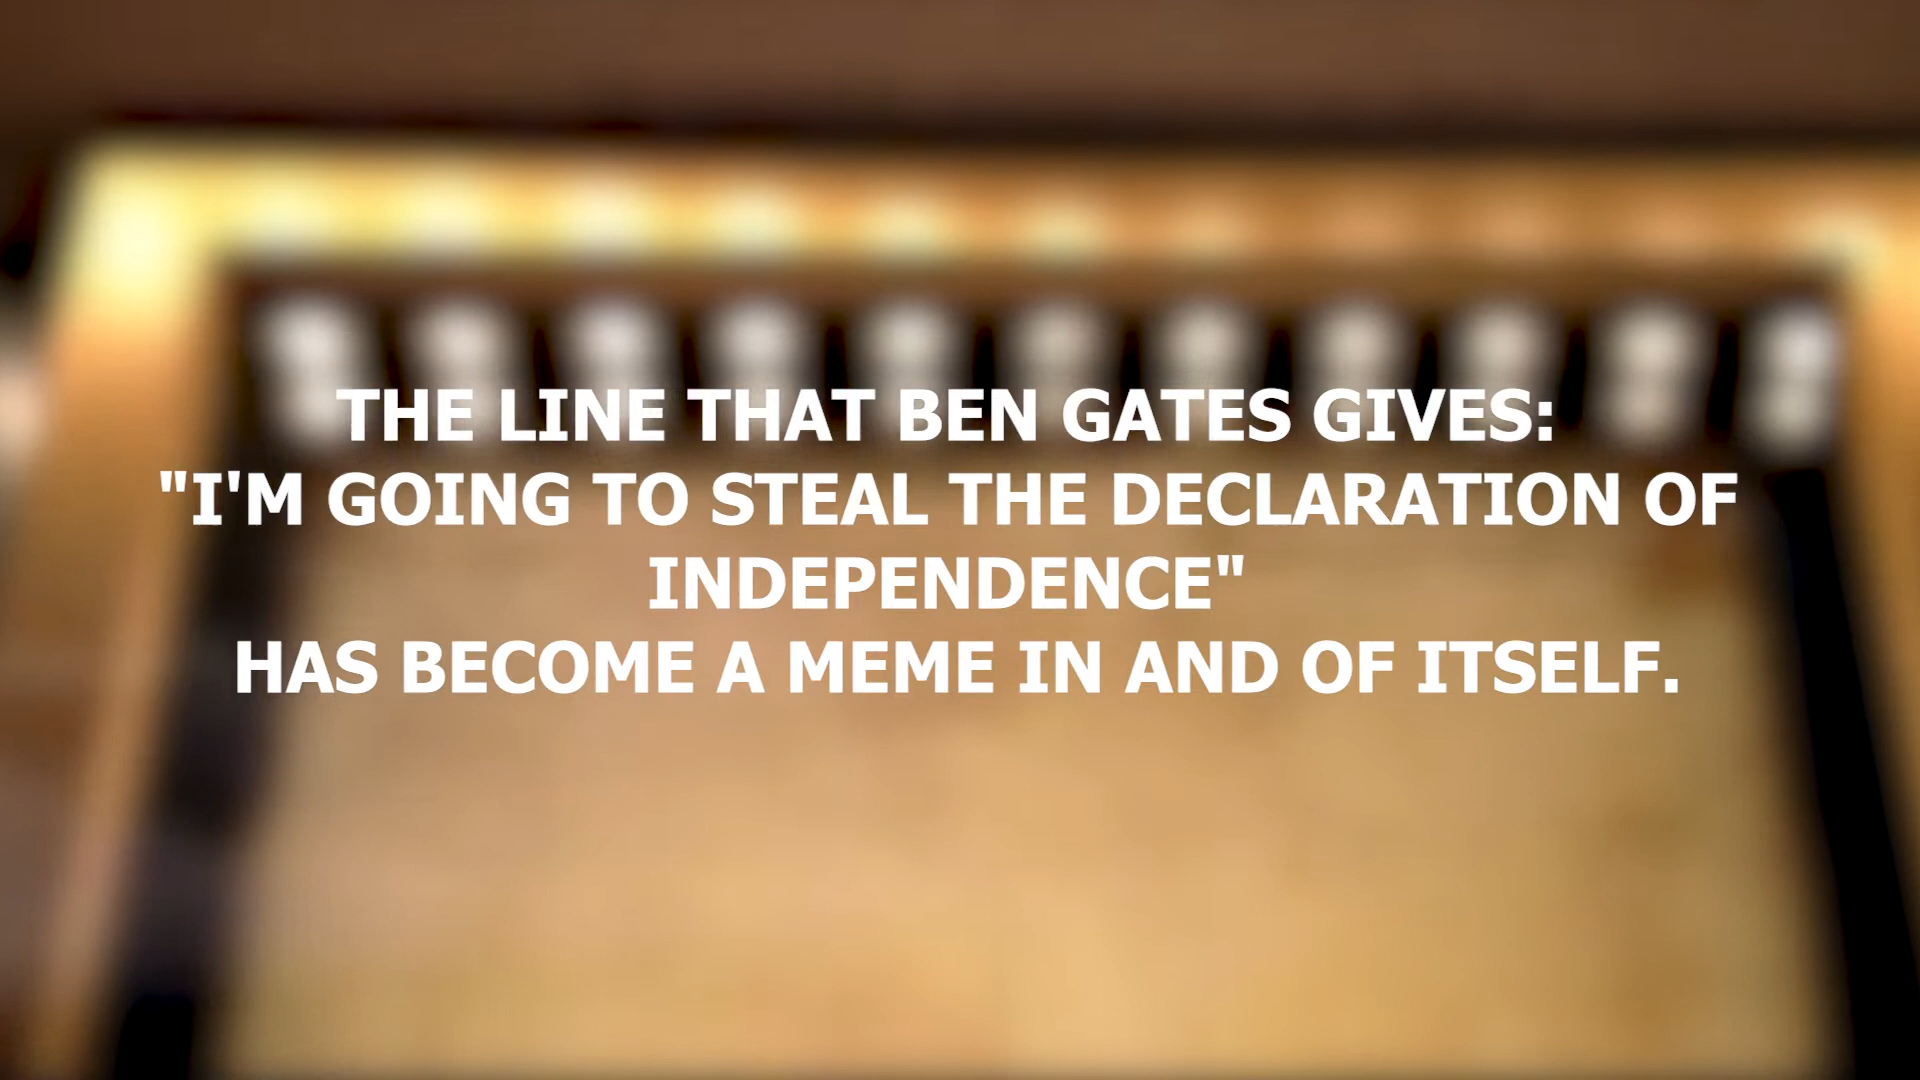 THE LINE THAT BEN GATES GIVES:
"I'M GOING TO STEAL THE DECLARATION OF
INDEPENDENCE"
HAS BECOME A MEME IN AND OF ITSELF.